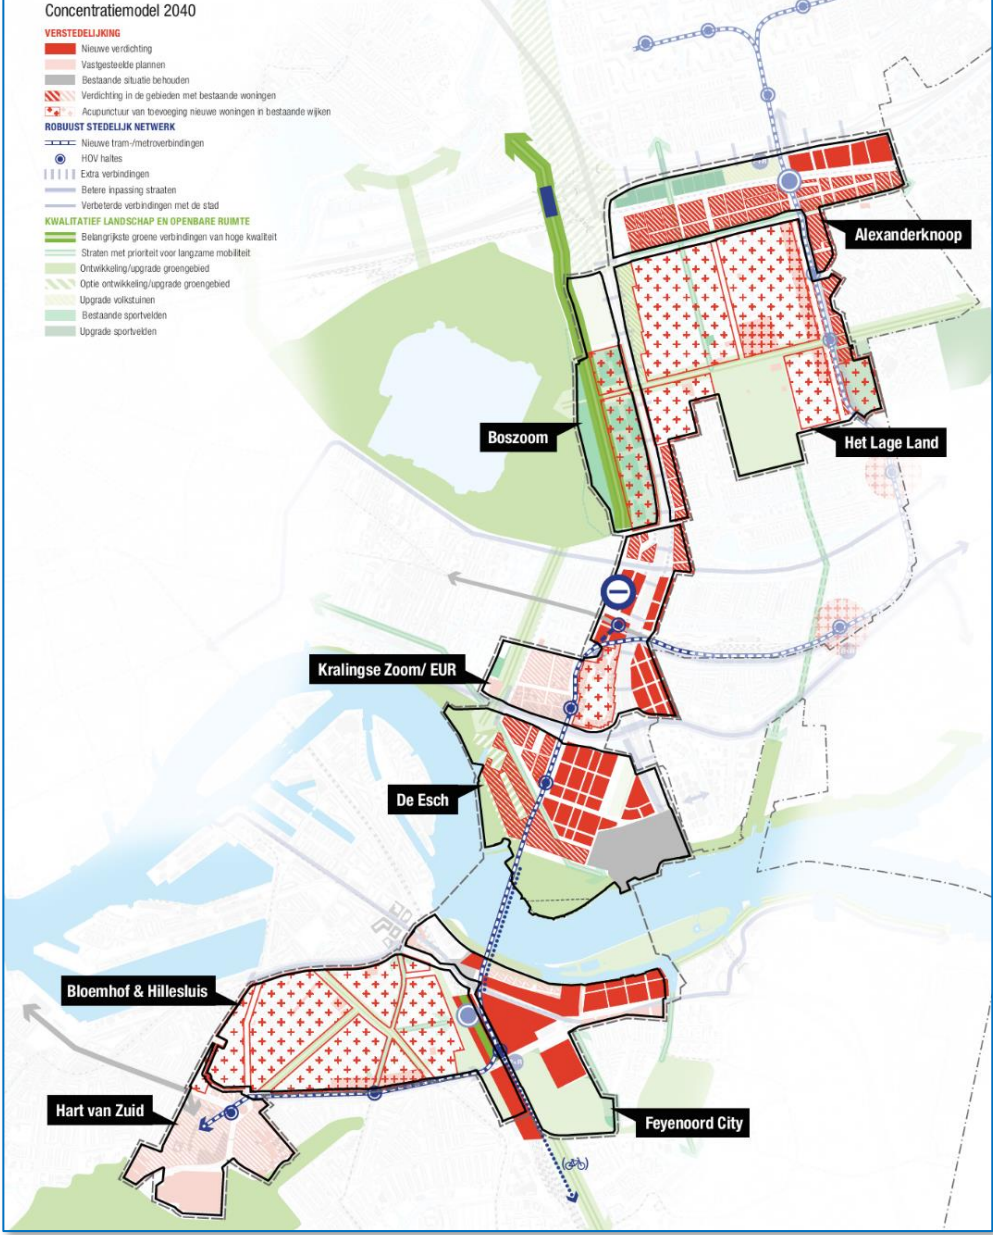 Concentratiemodel 2040
VERSTEDELIJKING
Nieuwe verdichting
Vastgesteelde plannen
Bestaande situatie behouden
Verdichting in de gebieden met bestaande woningen
Acupunctuur van toevoeging nieuwe woningen in bestaande wijken
ROBUUST STEDELIJK NETWERK
Nieuwe tram-/metroverbindingen
HOV haltes
Extra verbindingen
Betere inpassing straaten
Verbeterde verbindingen met de stad
KWALITATIEF LANDSCHAP EN OPENBARE RUIMTE
Belangrijkste groene verbindingen van hoge kwaliteit
Straten met prioriteit voor langzame mobiliteit
Ontwikkeling/upgrade groengebied
Optie ontwikkeling/upgrade groengebied
Upgrade volkstuinen
Bestaande sportvelden
Upgrade sportvelden
Alexanderknoop
Boszoom
Het Lage Land
Kralingse Zoom/ EUR
De Esch
Bloemhof & Hillesluis
Hart van Zuid
Feyenoord City